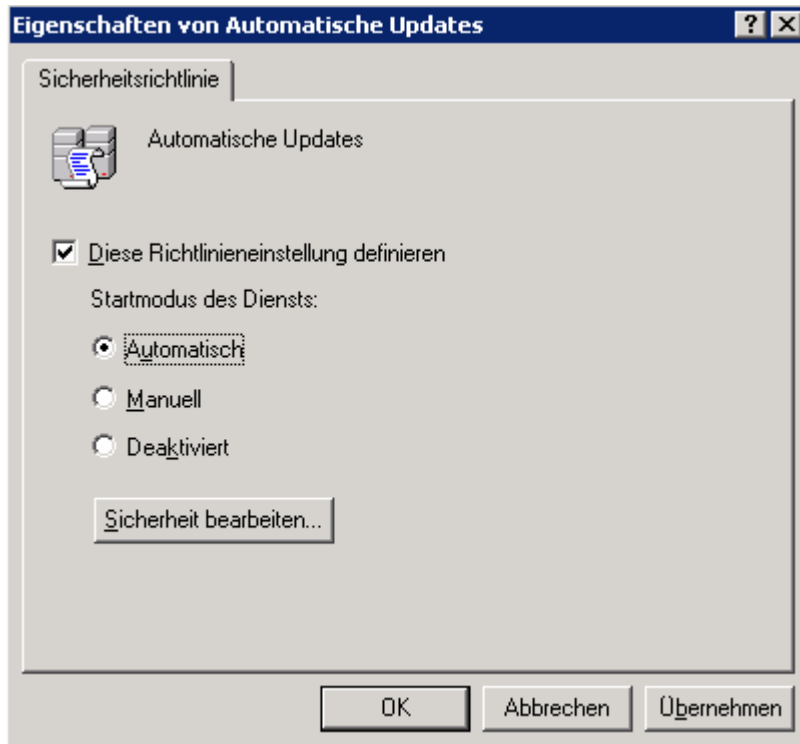 Eigenschaften von Automatische Updates
Sicherheitsrichtlinie
Automatische Updates
Diese Richtlinieneinstellung definieren
Startmodus des Diensts:
Automatisch
Manuell
Deaktiviert
Sicherheit bearbeiten...
OK Abbrechen Übernehmen